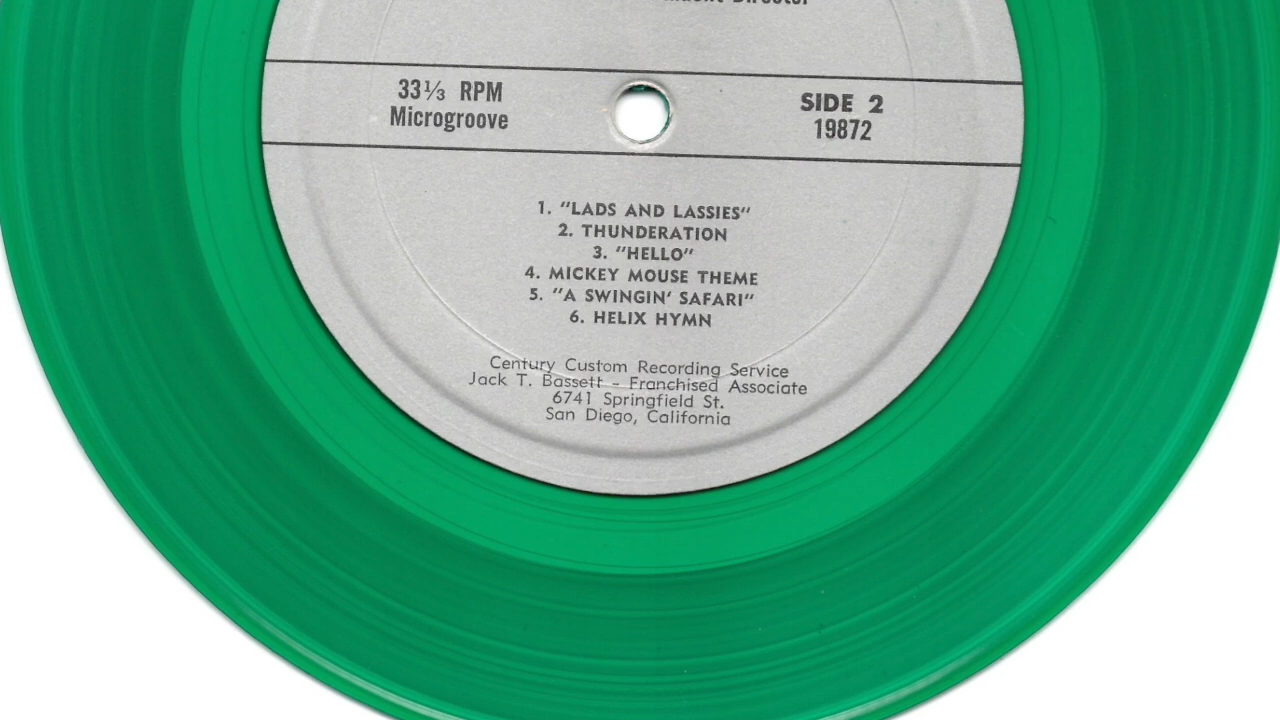 Director
33⅓ RPM
Microgroove
SIDE 2
19872
1. "LADS AND LASSIES"
2. THUNDERATION
3. "HELLO"
4. MICKEY MOUSE THEME
5. "A SWINGIN' SAFARI"
6. HELIX HYMN
Century Custom Recording Service
Jack T. Bassett – Franchised Associate
6741 Springfield St.
San Diego, California